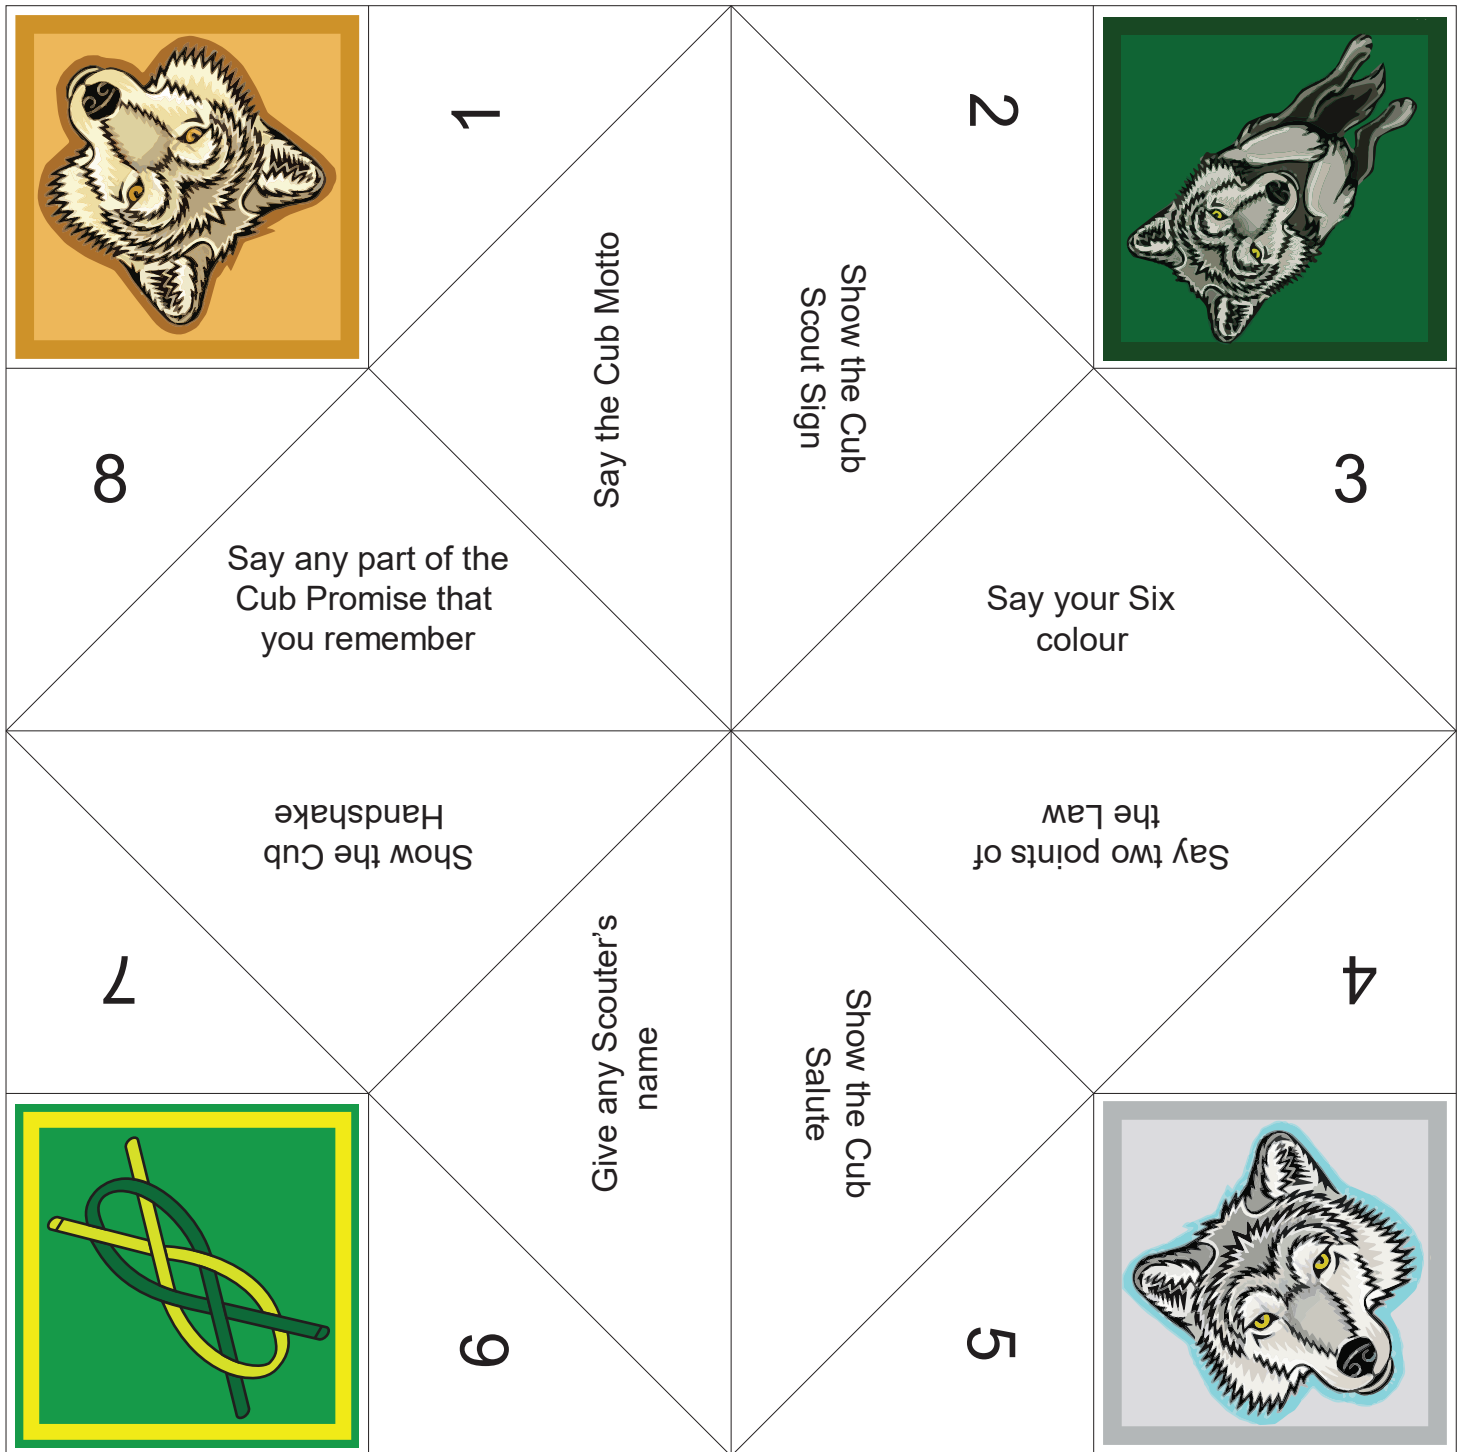 1
2
Say the Cub Motto
Show the Cub
Scout Sign
8
3
Say any part of the
Cub Promise that
you remember
Say your Six
colour
Show the Cub
Handshake
Say two points of
the Law
7
4
Give any Scouter’s
name
Show the Cub
Salute
6
5